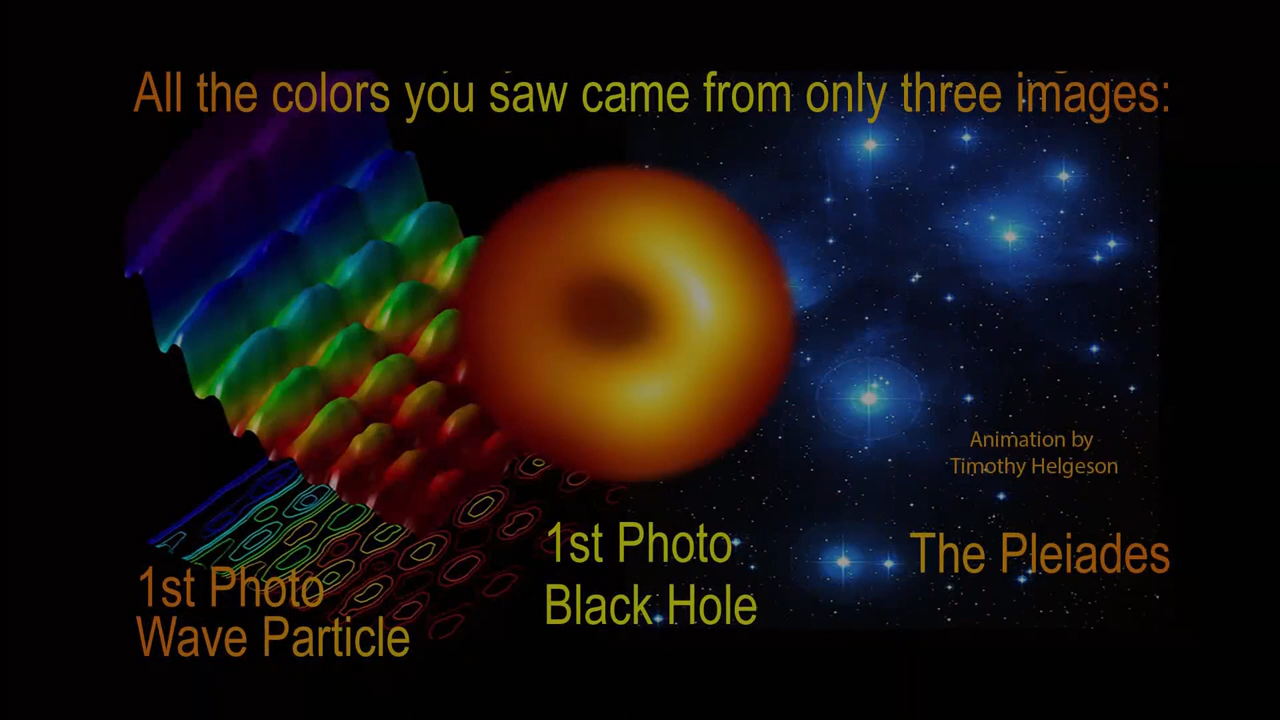 All the colors you saw came from only three images:
Animation by
Timothy Helgeson
1st Photo
Black Hole
The Pleiades
1st Photo
Wave Particle